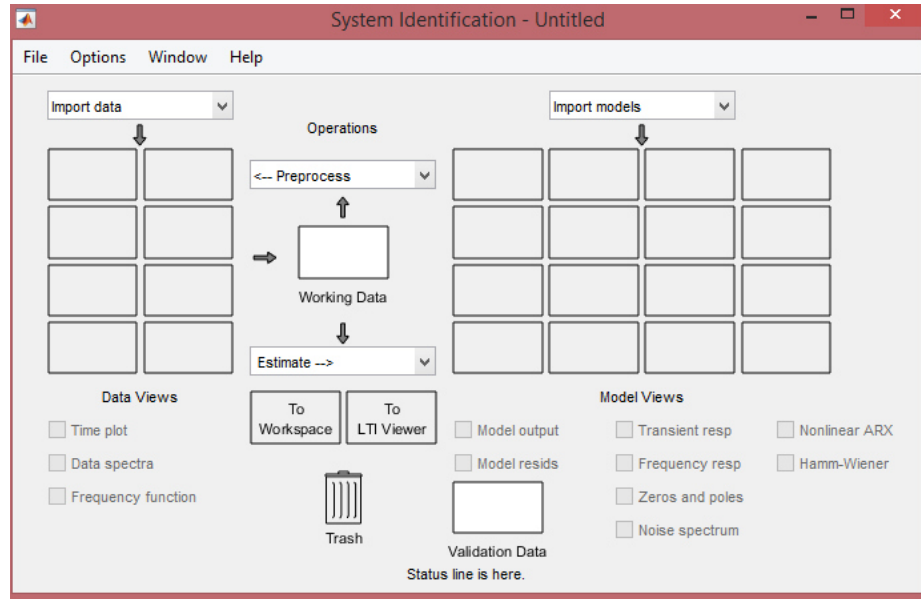 System Identification - Untitled
File Options Window Help
Import data
Import models
Operations
<-- Preprocess
Working Data
Estimate -->
Data Views
Time plot
Data spectra
Frequency function
To
Workspace
To
LTI Viewer
Trash
Model Views
Model output
Transient resp
Nonlinear ARX
Model resids
Frequency resp
Hamm-Wiener
Zeros and poles
Noise spectrum
Validation Data
Status line is here.